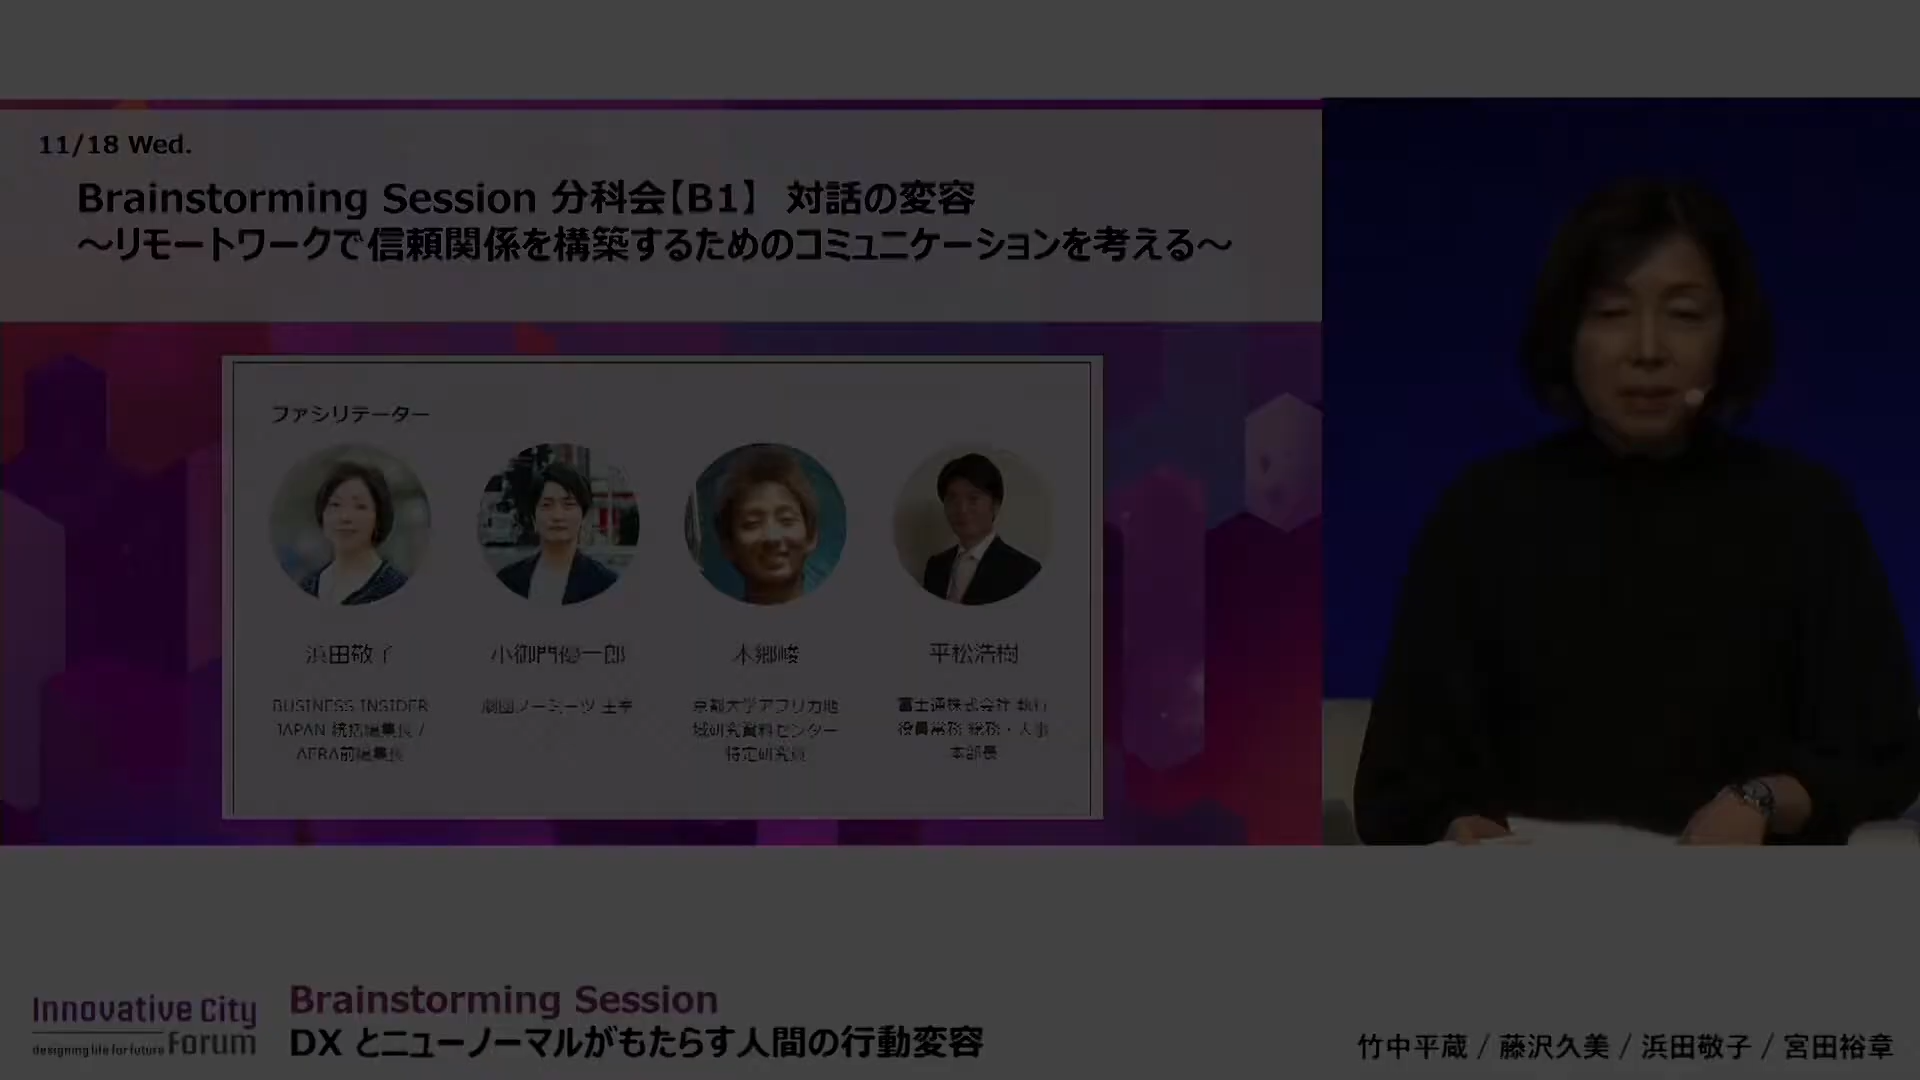 11/18 Wed.
Brainstorming Session 分科会【B1】 対話の変容
～リモートワークで信頼関係を構築するためのコミュニケーションを考える～
ファシリテーター
浜田敬子
小御門優一郎
本郷峻
平松浩樹
BUSINESS INSIDER
JAPAN 統括編集長 /
AERA前編集長
劇団ノーミーツ 主宰
京都大学アフリカ地
域研究資料センター
特定研究員
富士通株式会社 執行
役員常務 総務・人事
本部長
Innovative City
Forum
designing life for future
Brainstorming Session
DX とニューノーマルがもたらす人間の行動変容
竹中平蔵 / 藤沢久美 / 浜田敬子 / 宮田裕章